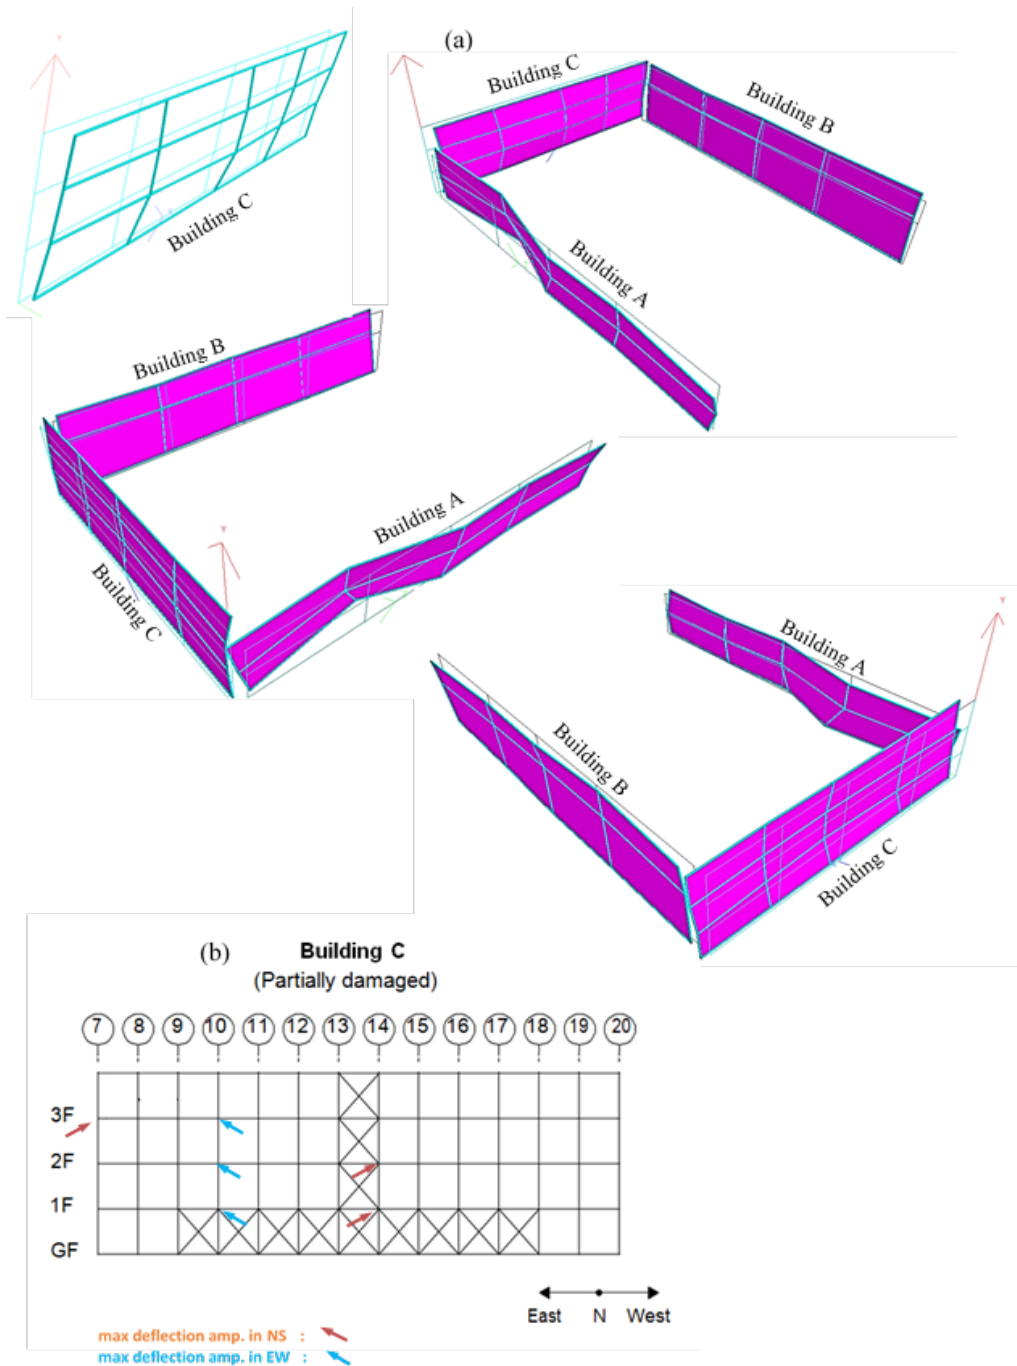 (a)
Building C
Building C
Building B
Building A
Building B
Building A
Building C
Building A
Building B
Building C
(b)
Building C
(Partially damaged)
7 8 9 10 11 12 13 14 15 16 17 18 19 20
3F
2F
1F
GF
East N West
max deflection amp. in NS :
max deflection amp. in EW :